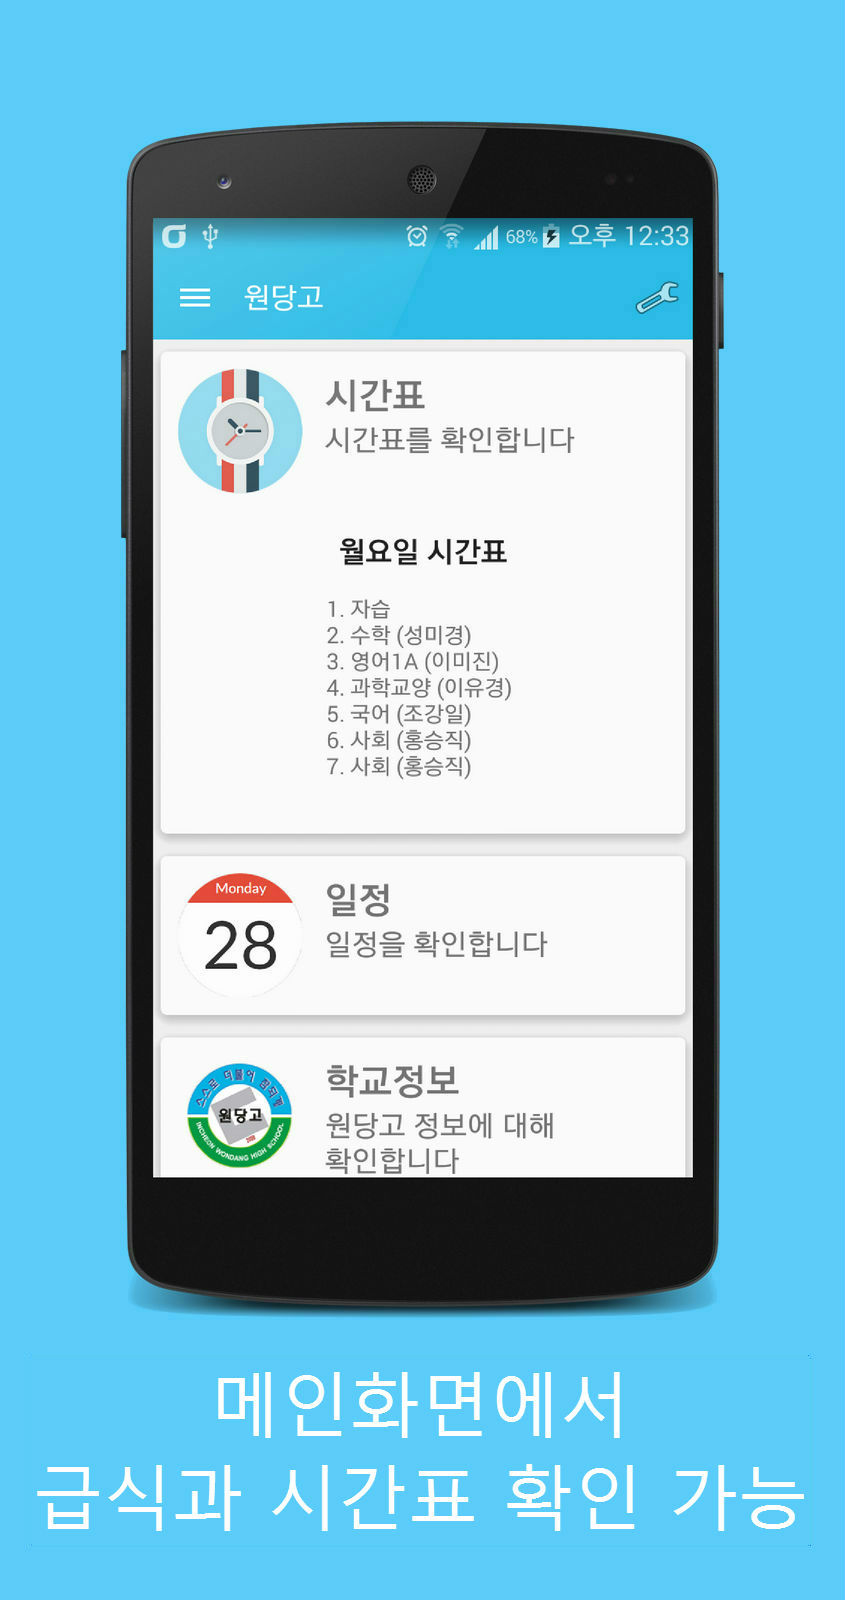 68% 오후 12:33
원당고
시간표
시간표를 확인합니다
월요일 시간표
1. 자습
2. 수학 (성미경)
3. 영어1A (이미진)
4. 과학교양 (이유경)
5. 국어 (조강일)
6. 사회 (홍승직)
7. 사회 (홍승직)
Monday
28
일정
일정을 확인합니다
스스로 더불어 참되게
원당고
INCHEON WONDANG HIGH SCHOOL
학교정보
원당고 정보에 대해
확인합니다
메인화면에서
급식과 시간표 확인 가능